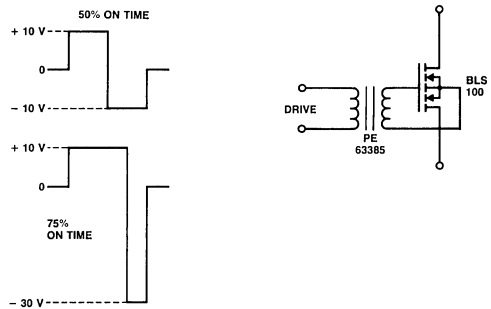 50% ON TIME
+ 10 V
0
− 10 V
+ 10 V
0
75%
ON TIME
− 30 V
DRIVE
PE
63385
BLS
100